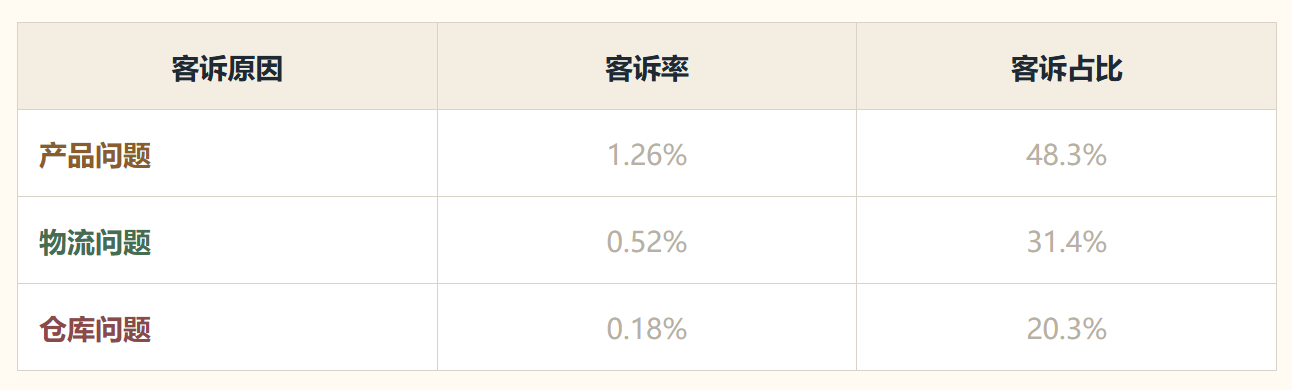 客诉原因 客诉率 客诉占比
产品问题 1.26% 48.3%
物流问题 0.52% 31.4%
仓库问题 0.18% 20.3%